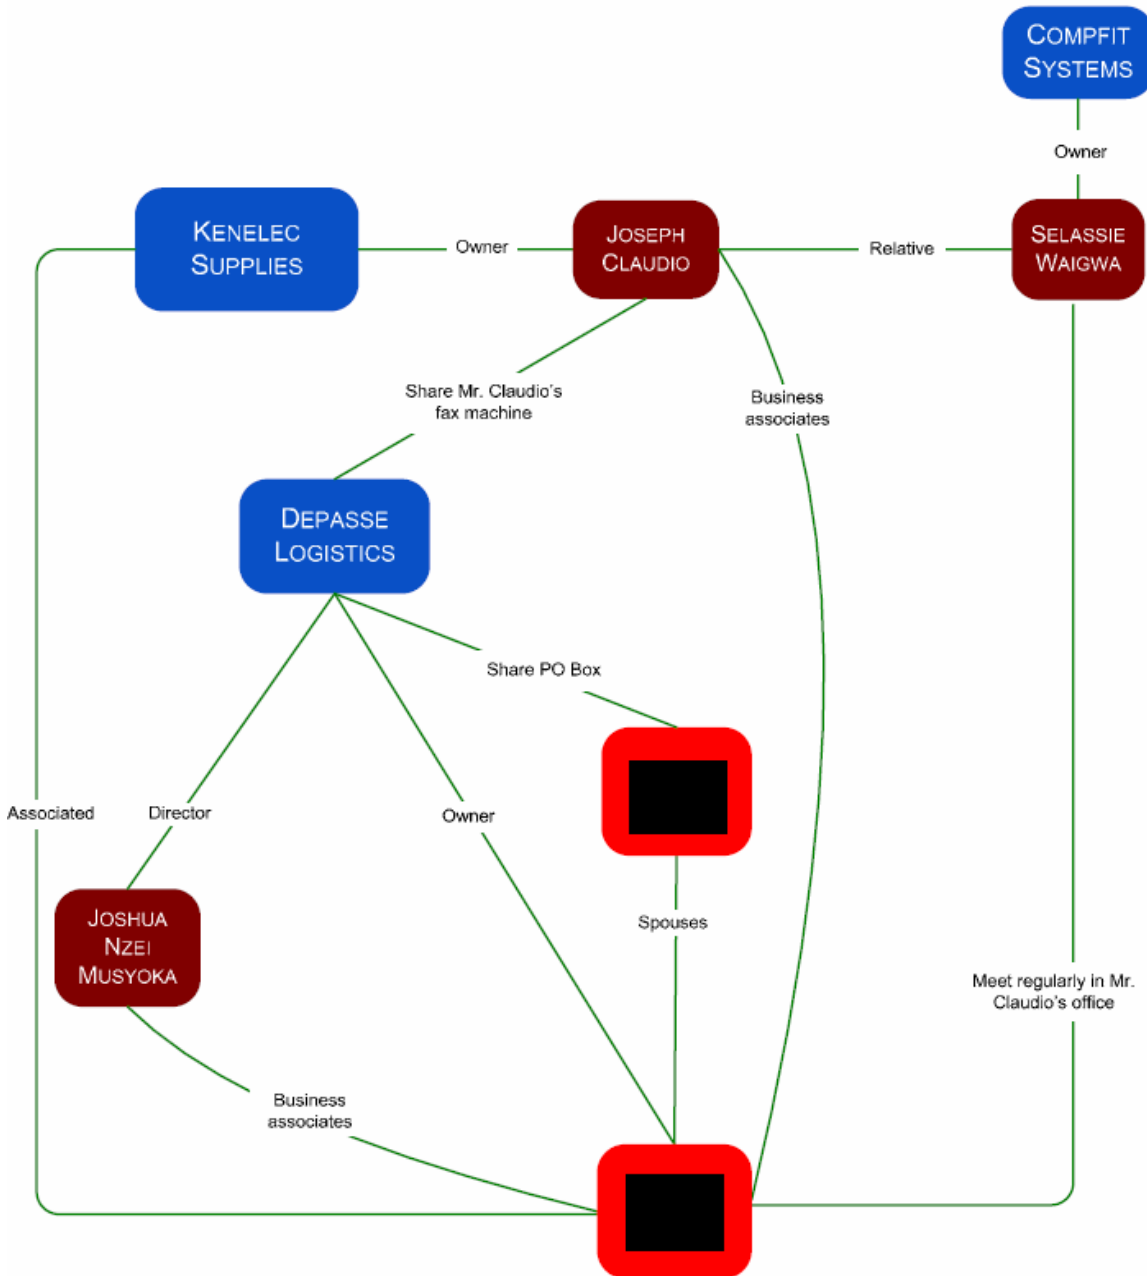 COMPFIT
SYSTEMS
Owner
KENELEC
SUPPLIES
Owner
JOSEPH
CLAUDIO
Relative
SELASSIE
WAIGWA
Share Mr. Claudio's
fax machine
Business
associates
DEPASSE
LOGISTICS
Share PO Box
Associated
Director
Owner
JOSHUA
NZEI
MUSYOKA
Spouses
Meet regularly in Mr.
Claudio's office
Business
associates